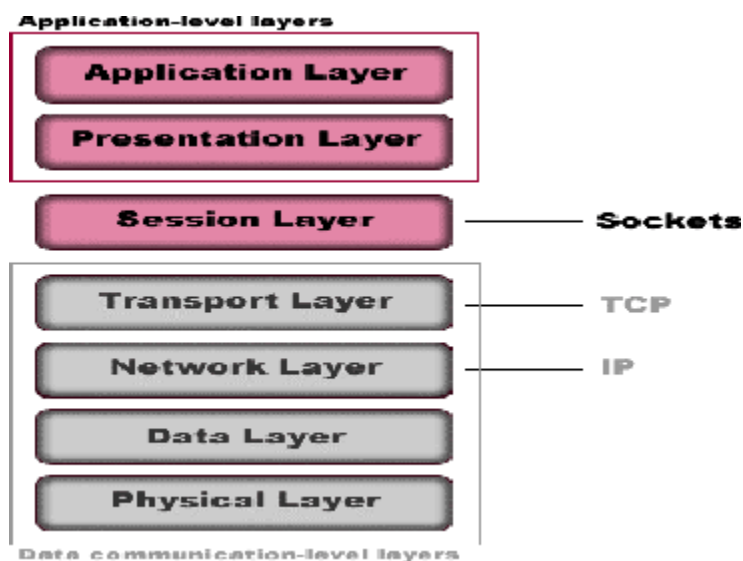 Application-level layers
Application Layer
Presentation Layer
Session Layer
Sockets
Transport Layer
TCP
Network Layer
IP
Data Layer
Physical Layer
Data communication-level layers